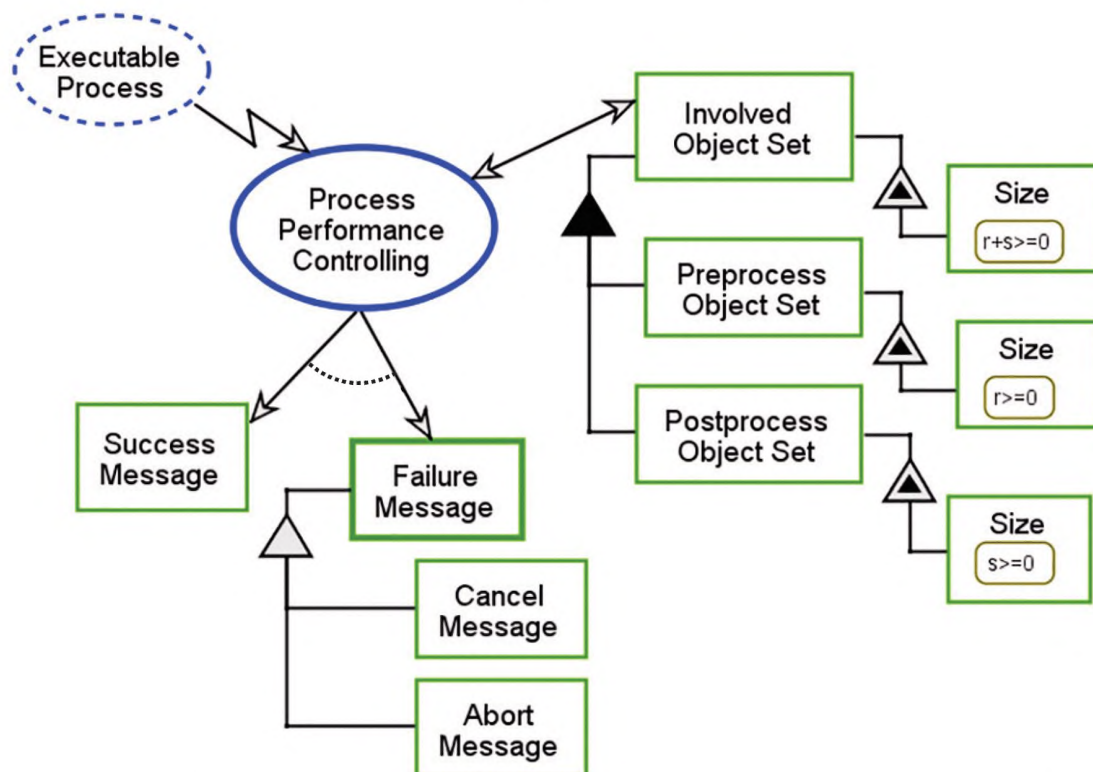 Executable
Process
Process
Performance
Controlling
Involved
Object Set
Size
r+s>=0
Preprocess
Object Set
Size
r>=0
Postprocess
Object Set
Size
s>=0
Success
Message
Failure
Message
Cancel
Message
Abort
Message